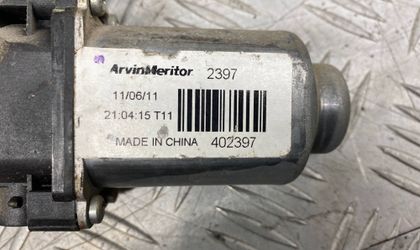 ArvinMeritor 2397
11/06/11
21:04:15 T11
MADE IN CHINA 402397